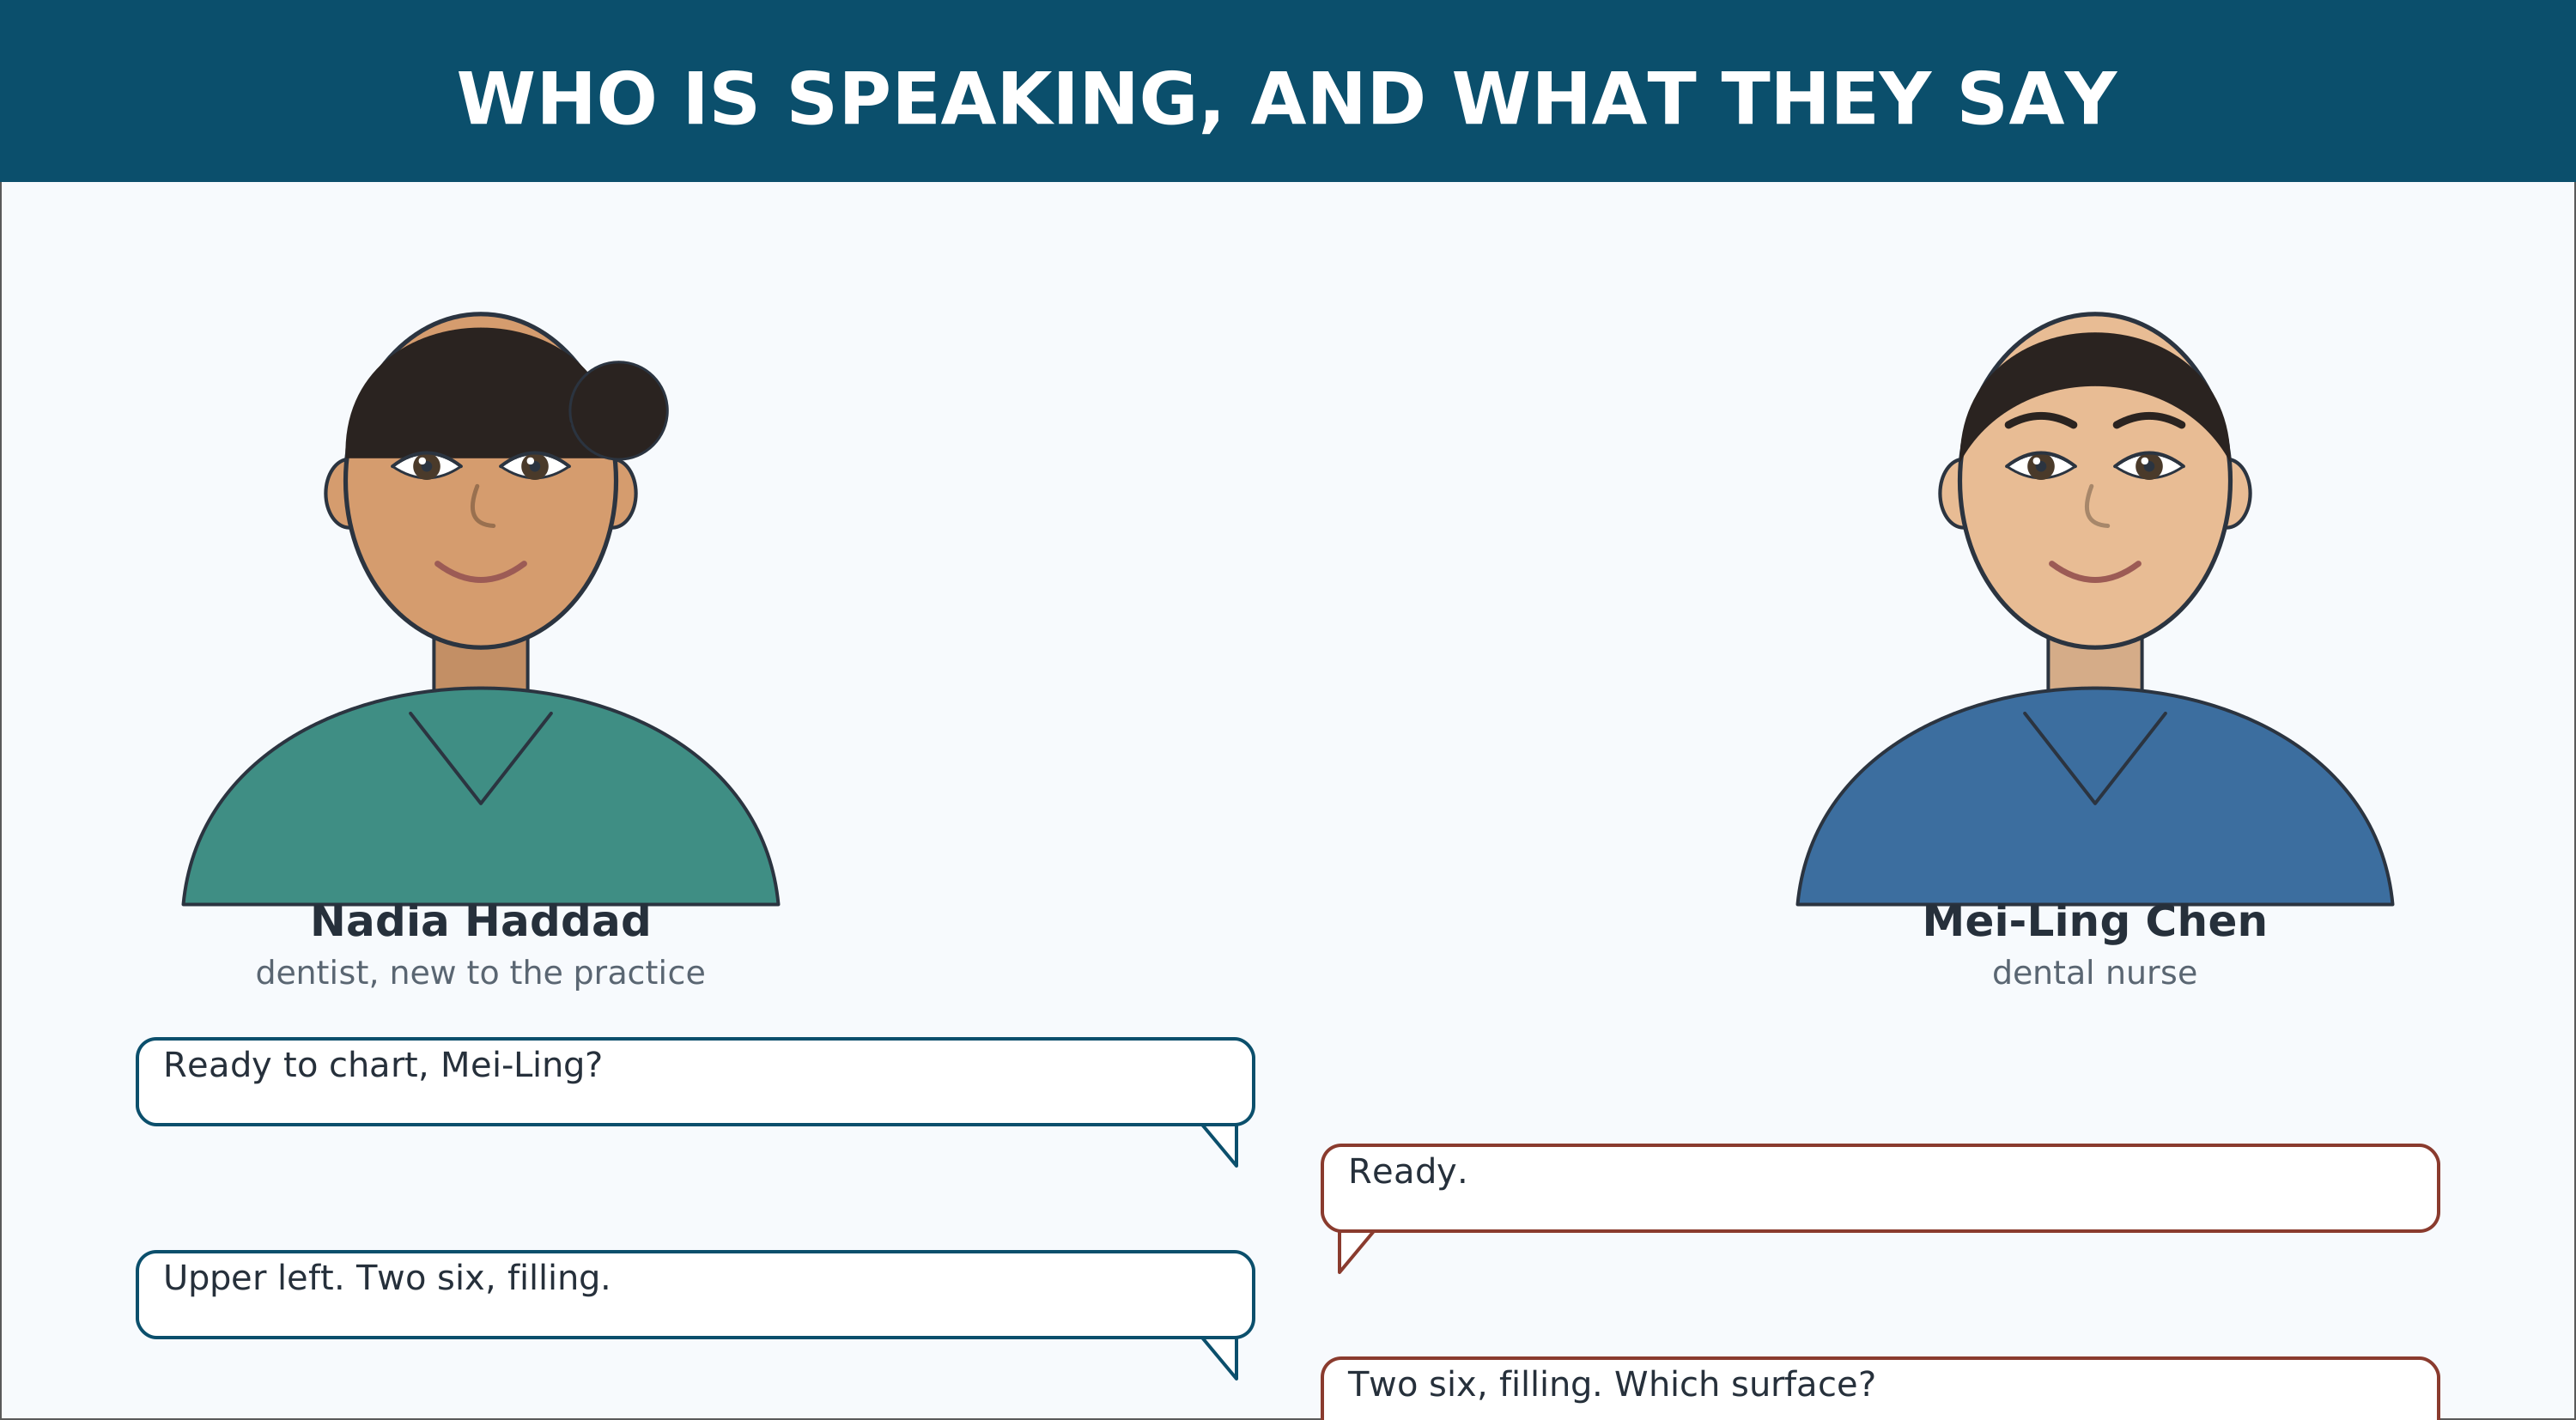 WHO IS SPEAKING, AND WHAT THEY SAY
Nadia Haddad
dentist, new to the practice
Mei-Ling Chen
dental nurse
Ready to chart, Mei-Ling?
Ready.
Upper left. Two six, filling.
Two six, filling. Which surface?